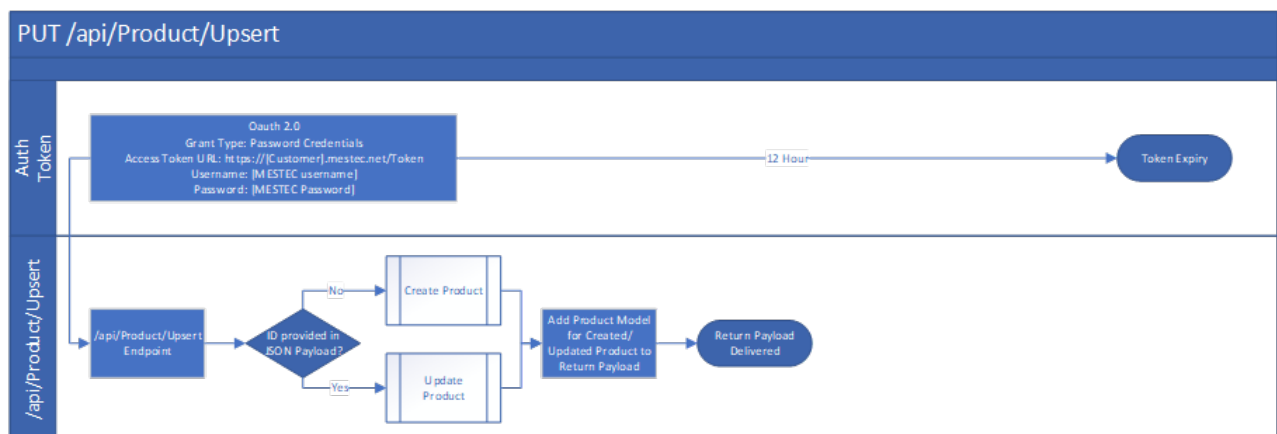 PUT /api/Product/Upsert
Auth
Token
Oauth 2.0
Grant Type: Password Credentials
Access Token URL: https://[Customer].mestec.net/Token
Username: [MESTEC username]
Password: [MESTEC Password]
12 Hour
Token Expiry
/api/Product/Upsert
/api/Product/Upsert
Endpoint
ID provided in
JSON Payload?
No
Create Product
Yes
Update
Product
Add Product Model
for Created/
Updated Product to
Return Payload
Return Payload
Delivered